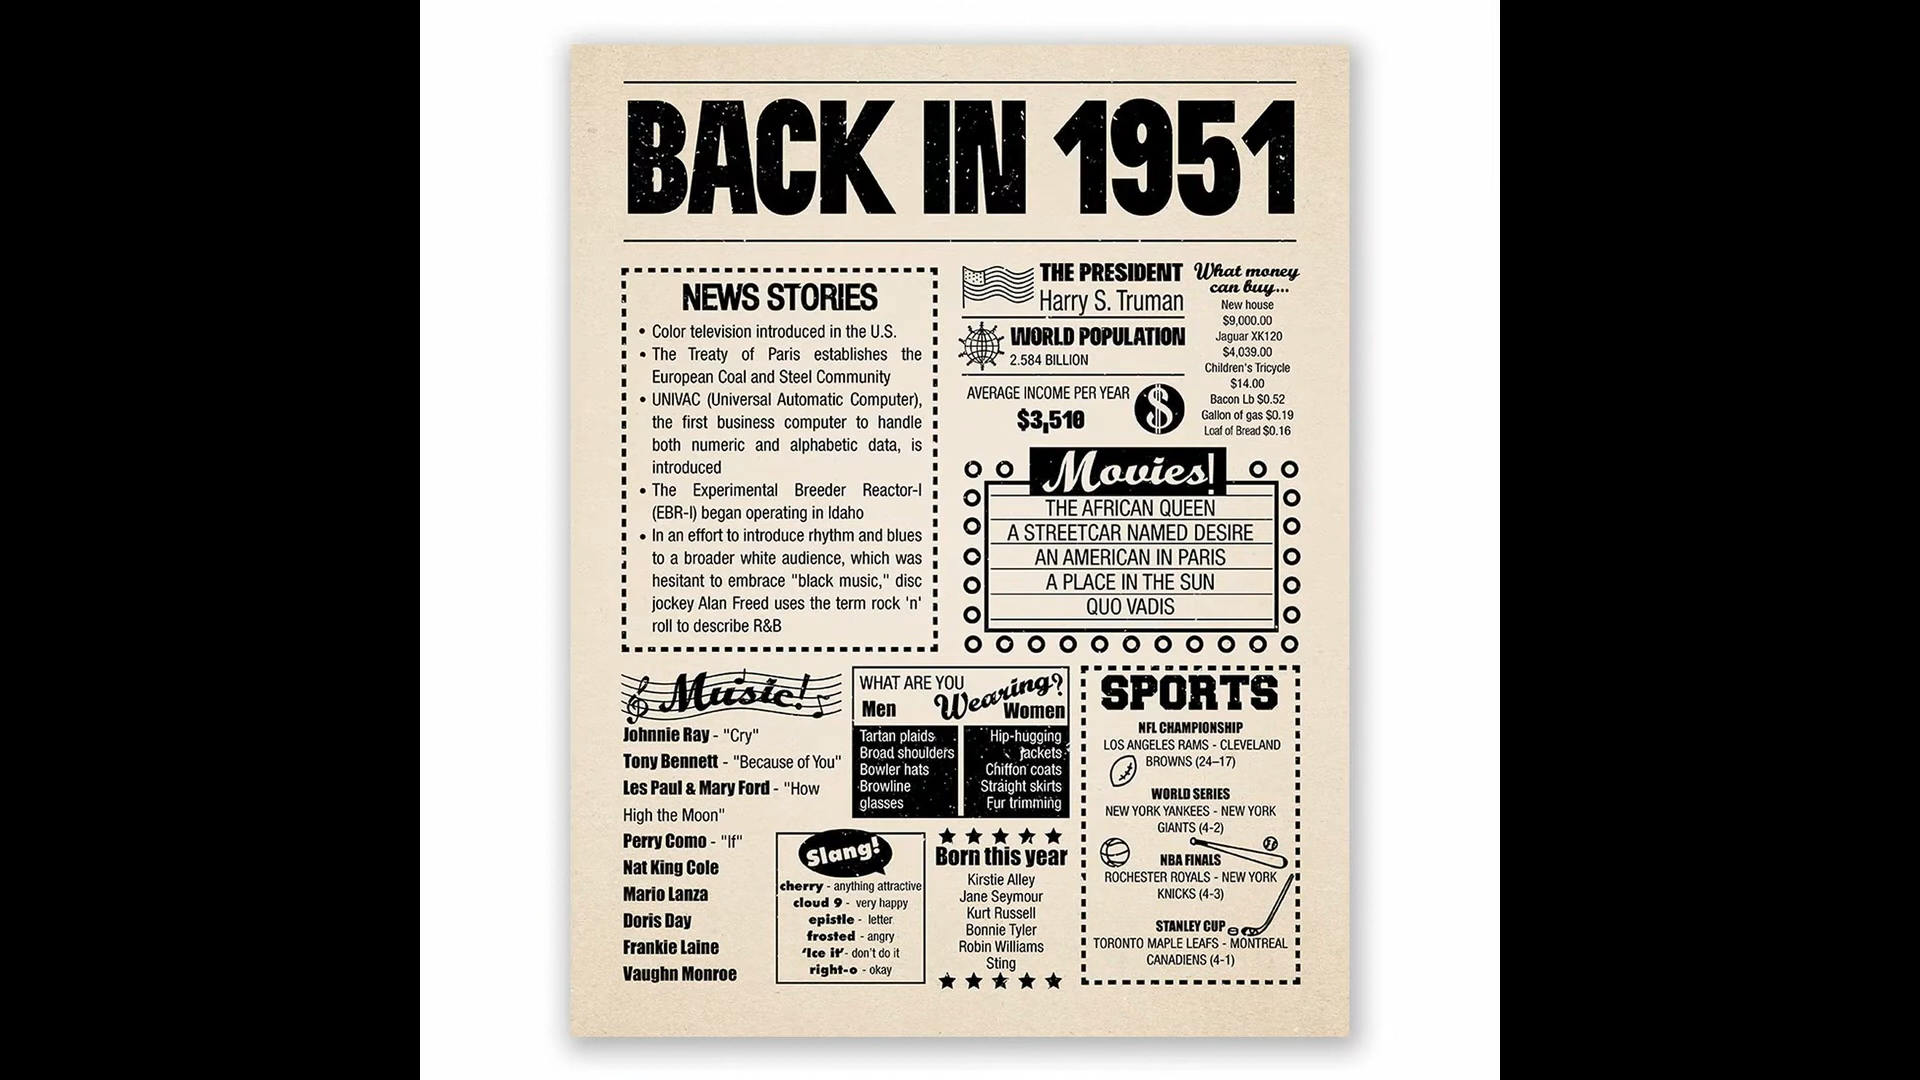 BACK IN 1951
NEWS STORIES
• Color television introduced in the U.S.
• The Treaty of Paris establishes the
European Coal and Steel Community
• UNIVAC (Universal Automatic Computer),
the first business computer to handle
both numeric and alphabetic data, is
introduced
• The Experimental Breeder Reactor-I
(EBR-I) began operating in Idaho
• In an effort to introduce rhythm and blues
to a broader white audience, which was
hesitant to embrace "black music," disc
jockey Alan Freed uses the term rock 'n'
roll to describe R&B
THE PRESIDENT
Harry S. Truman
WORLD POPULATION
2.584 BILLION
AVERAGE INCOME PER YEAR
$3,510
$
What money
can buy...
New house
$9,000.00
Jaguar XK120
$4,039.00
Children's Tricycle
$14.00
Bacon Lb $0.52
Gallon of gas $0.19
Loaf of Bread $0.16
Movies!
THE AFRICAN QUEEN
A STREETCAR NAMED DESIRE
AN AMERICAN IN PARIS
A PLACE IN THE SUN
QUO VADIS
Music!
Johnnie Ray - "Cry"
Tony Bennett - "Because of You"
Les Paul & Mary Ford - "How
High the Moon"
Perry Como - "If"
Nat King Cole
Mario Lanza
Doris Day
Frankie Laine
Vaughn Monroe
WHAT ARE YOU
Wearing?
Men
Tartan plaids
Broad shoulders
Bowler hats
Browline
glasses
Women
Hip-hugging
jackets
Chiffon coats
Straight skirts
Fur trimming
Slang!
cherry - anything attractive
cloud 9 - very happy
epistle - letter
frosted - angry
'Ice it' - don't do it
right-o - okay
Born this year
Kirstie Alley
Jane Seymour
Kurt Russell
Bonnie Tyler
Robin Williams
Sting
SPORTS
NFL CHAMPIONSHIP
LOS ANGELES RAMS - CLEVELAND
BROWNS (24–17)
WORLD SERIES
NEW YORK YANKEES - NEW YORK
GIANTS (4-2)
NBA FINALS
ROCHESTER ROYALS - NEW YORK
KNICKS (4-3)
STANLEY CUP
TORONTO MAPLE LEAFS - MONTREAL
CANADIENS (4-1)